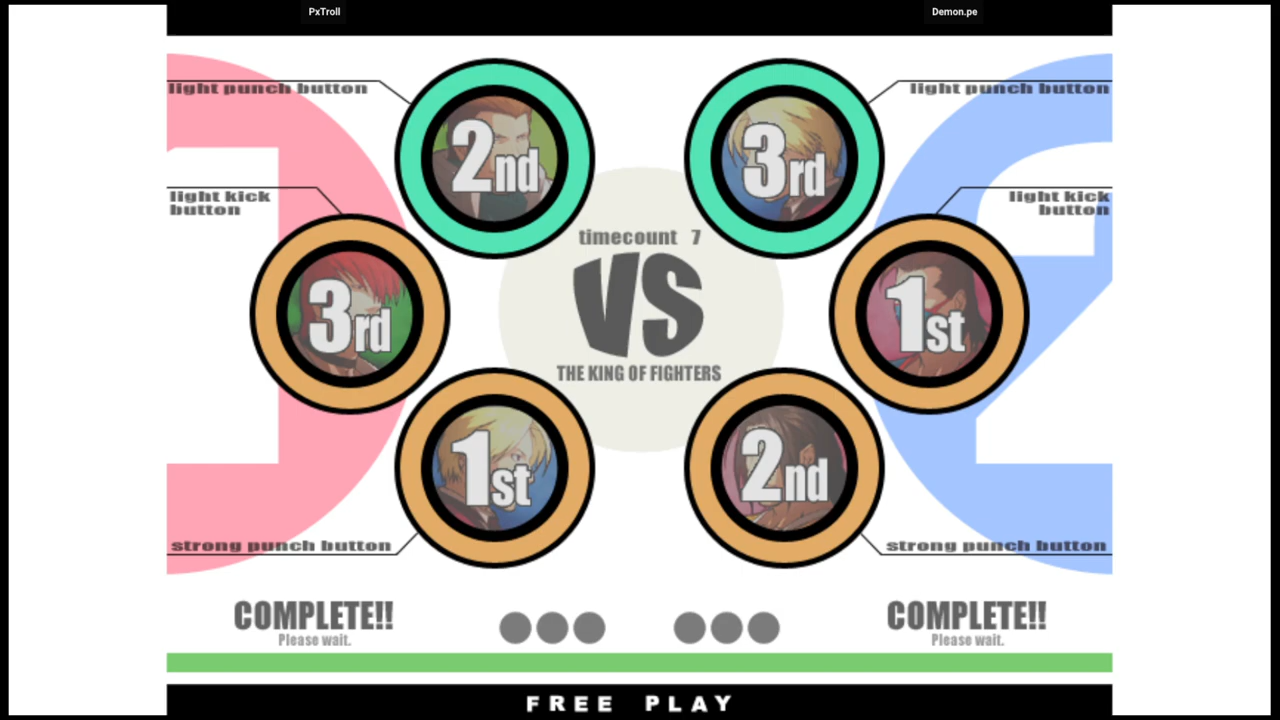 PxTroll
Demon.pe
light punch button
light punch button
2nd
3rd
light kick
button
light kick
button
timecount 7
VS
THE KING OF FIGHTERS
3rd
1st
1st
2nd
strong punch button
strong punch button
COMPLETE!!
Please wait.
COMPLETE!!
Please wait.
FREE PLAY